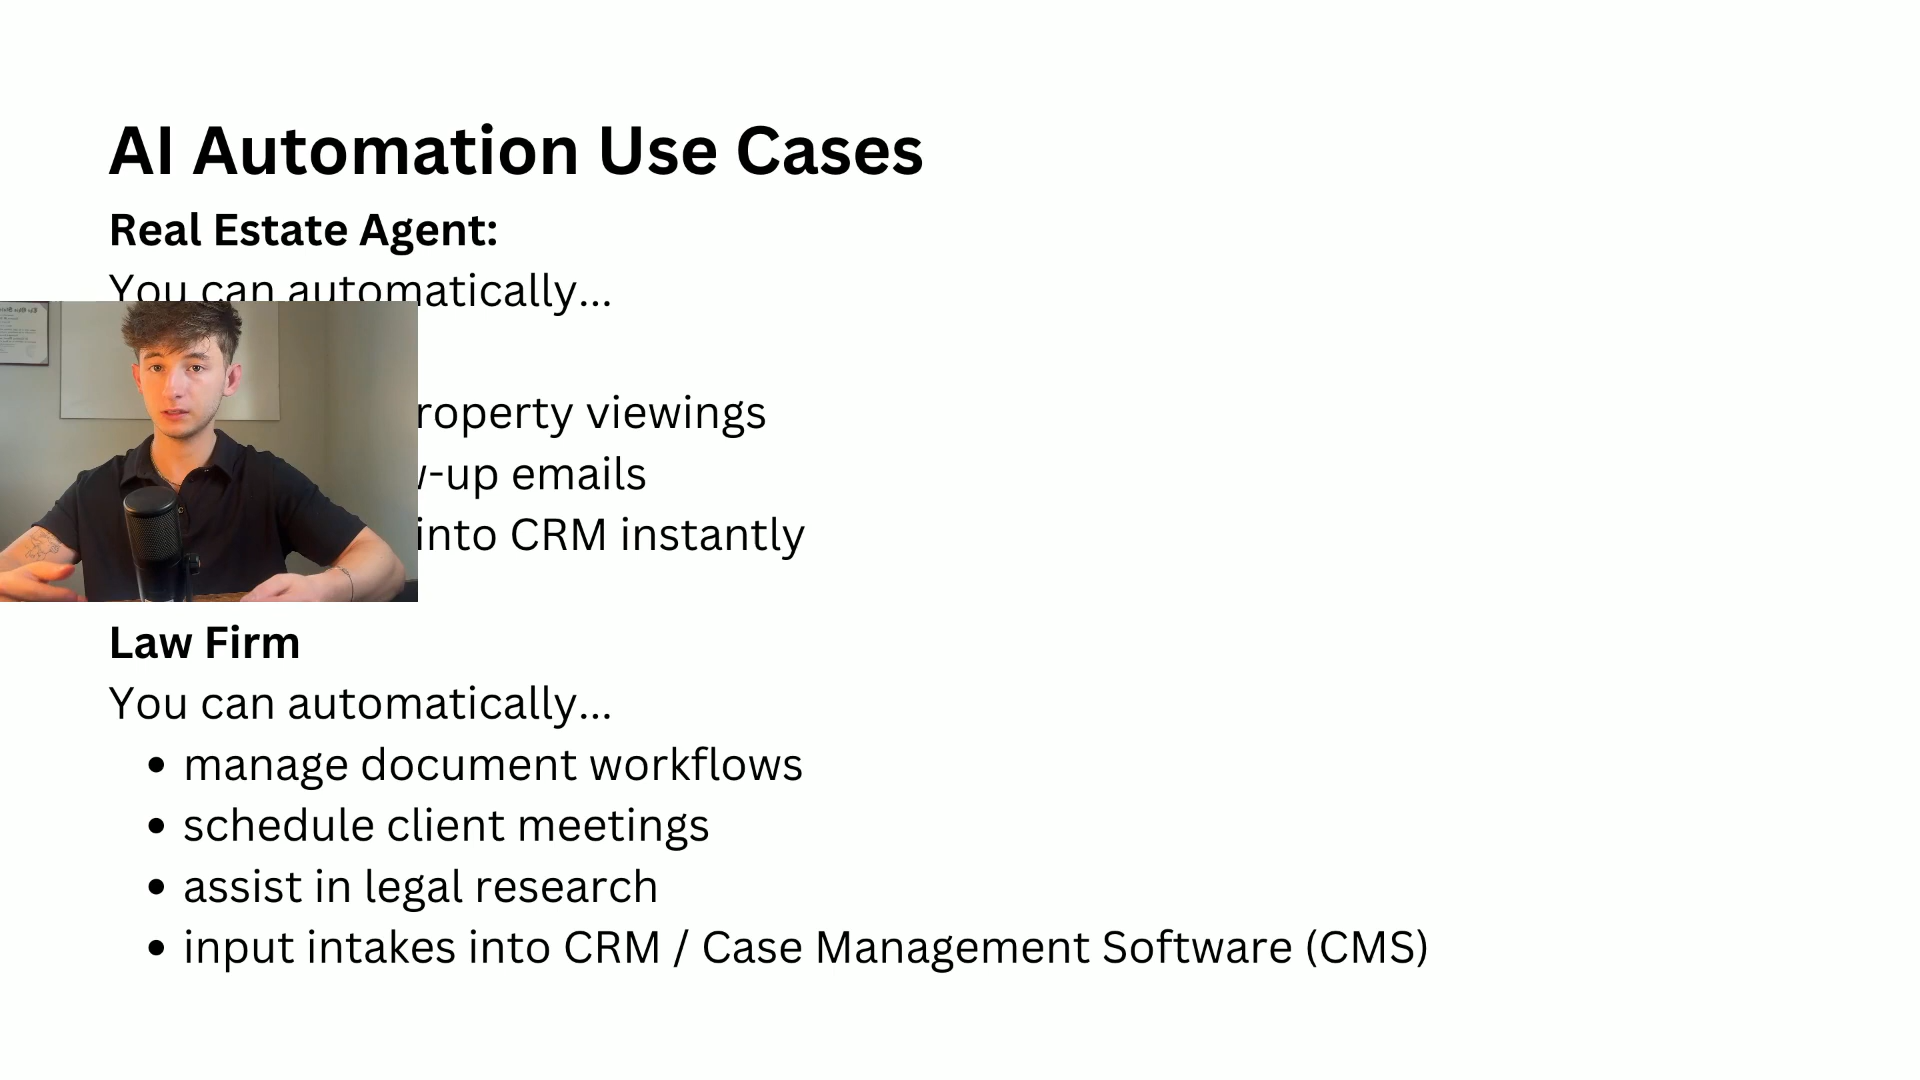 AI Automation Use Cases
Real Estate Agent:
You can automatically...
roperty viewings
-up emails
into CRM instantly
Law Firm
You can automatically...
• manage document workflows
• schedule client meetings
• assist in legal research
• input intakes into CRM / Case Management Software (CMS)